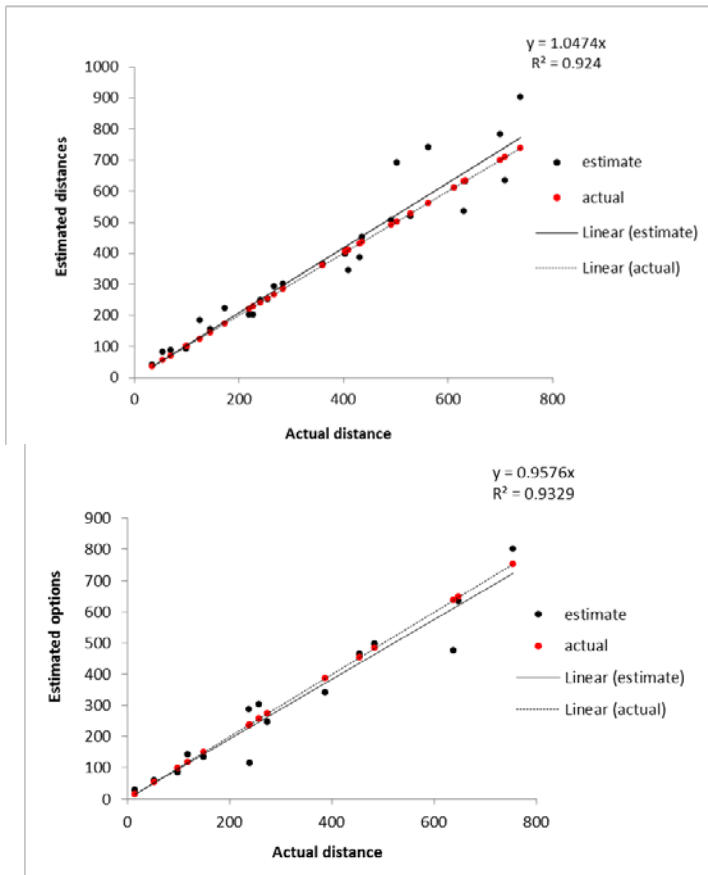 y = 1.0474x
R² = 0.924
1000
900
800
700
600
500
400
300
200
100
0
Estimated distances
0 200 400 600 800
Actual distance
estimate
actual
Linear (estimate)
Linear (actual)
y = 0.9576x
R² = 0.9329
900
800
700
600
500
400
300
200
100
0
Estimated options
0 200 400 600 800
Actual distance
estimate
actual
Linear (estimate)
Linear (actual)